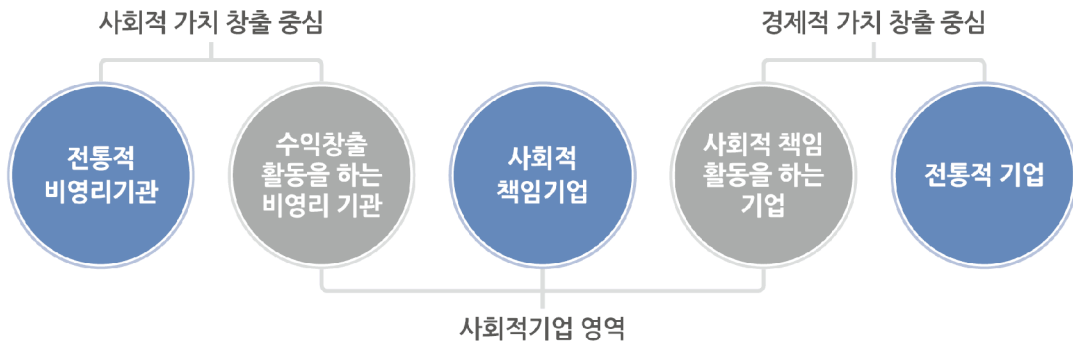 사회적 가치 창출 중심
경제적 가치 창출 중심
전통적
비영리기관
수익창출
활동을 하는
비영리 기관
사회적
책임기업
사회적 책임
활동을 하는
기업
전통적 기업
사회적기업 영역